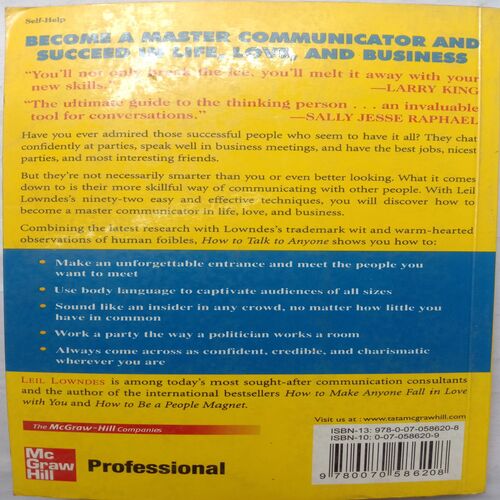 Self-Help
BECOME A MASTER COMMUNICATOR AND
SUCCEED IN LIFE, LOVE, AND BUSINESS
"You'll not only break the ice, you'll melt it away with your
new skills." —LARRY KING
"The ultimate guide to the thinking person . . . an invaluable
tool for conversations." —SALLY JESSE RAPHAEL
Have you ever admired those successful people who seem to have it all? They chat
confidently at parties, speak well in business meetings, and have the best jobs, nicest
parties, and most interesting friends.
But they're not necessarily smarter than you or even better looking. What it comes
down to is their more skillful way of communicating with other people. With Leil
Lowndes's ninety-two easy and effective techniques, you will discover how to
become a master communicator in life, love, and business.
Combining the latest research with Lowndes's trademark wit and warm-hearted
observations of human foibles, How to Talk to Anyone shows you how to:
• Make an unforgettable entrance and meet the people you
want to meet
• Use body language to captivate audiences of all sizes
• Sound like an insider in any crowd, no matter how little you
have in common
• Work a party the way a politician works a room
• Always come across as confident, credible, and charismatic
wherever you are
LEIL LOWNDES is among today's most sought-after communication consultants
and the author of the international bestsellers How to Make Anyone Fall in Love
with You and How to Be a People Magnet.
Visit us at : www.tatamcgrawhill.com
The McGraw-Hill Companies
ISBN-13: 978-0-07-058620-8
ISBN-10: 0-07-058620-9
Mc
Graw
Hill
Professional
9 780070 586208